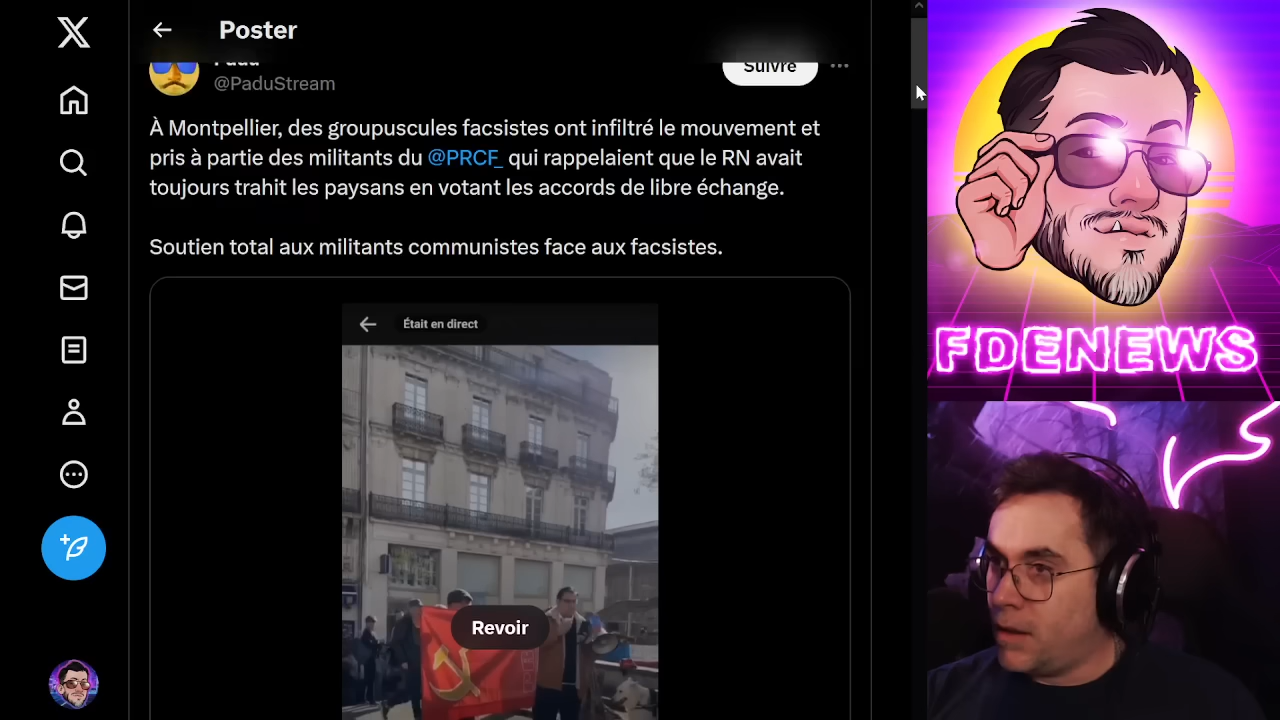 Poster
@PaduStream
Suivre
À Montpellier, des groupuscules facsistes ont infiltré le mouvement et
pris à partie des militants du @PRCF_ qui rappelaient que le RN avait
toujours trahit les paysans en votant les accords de libre échange.
Soutien total aux militants communistes face aux facsistes.
Était en direct
Revoir
FDENEWS